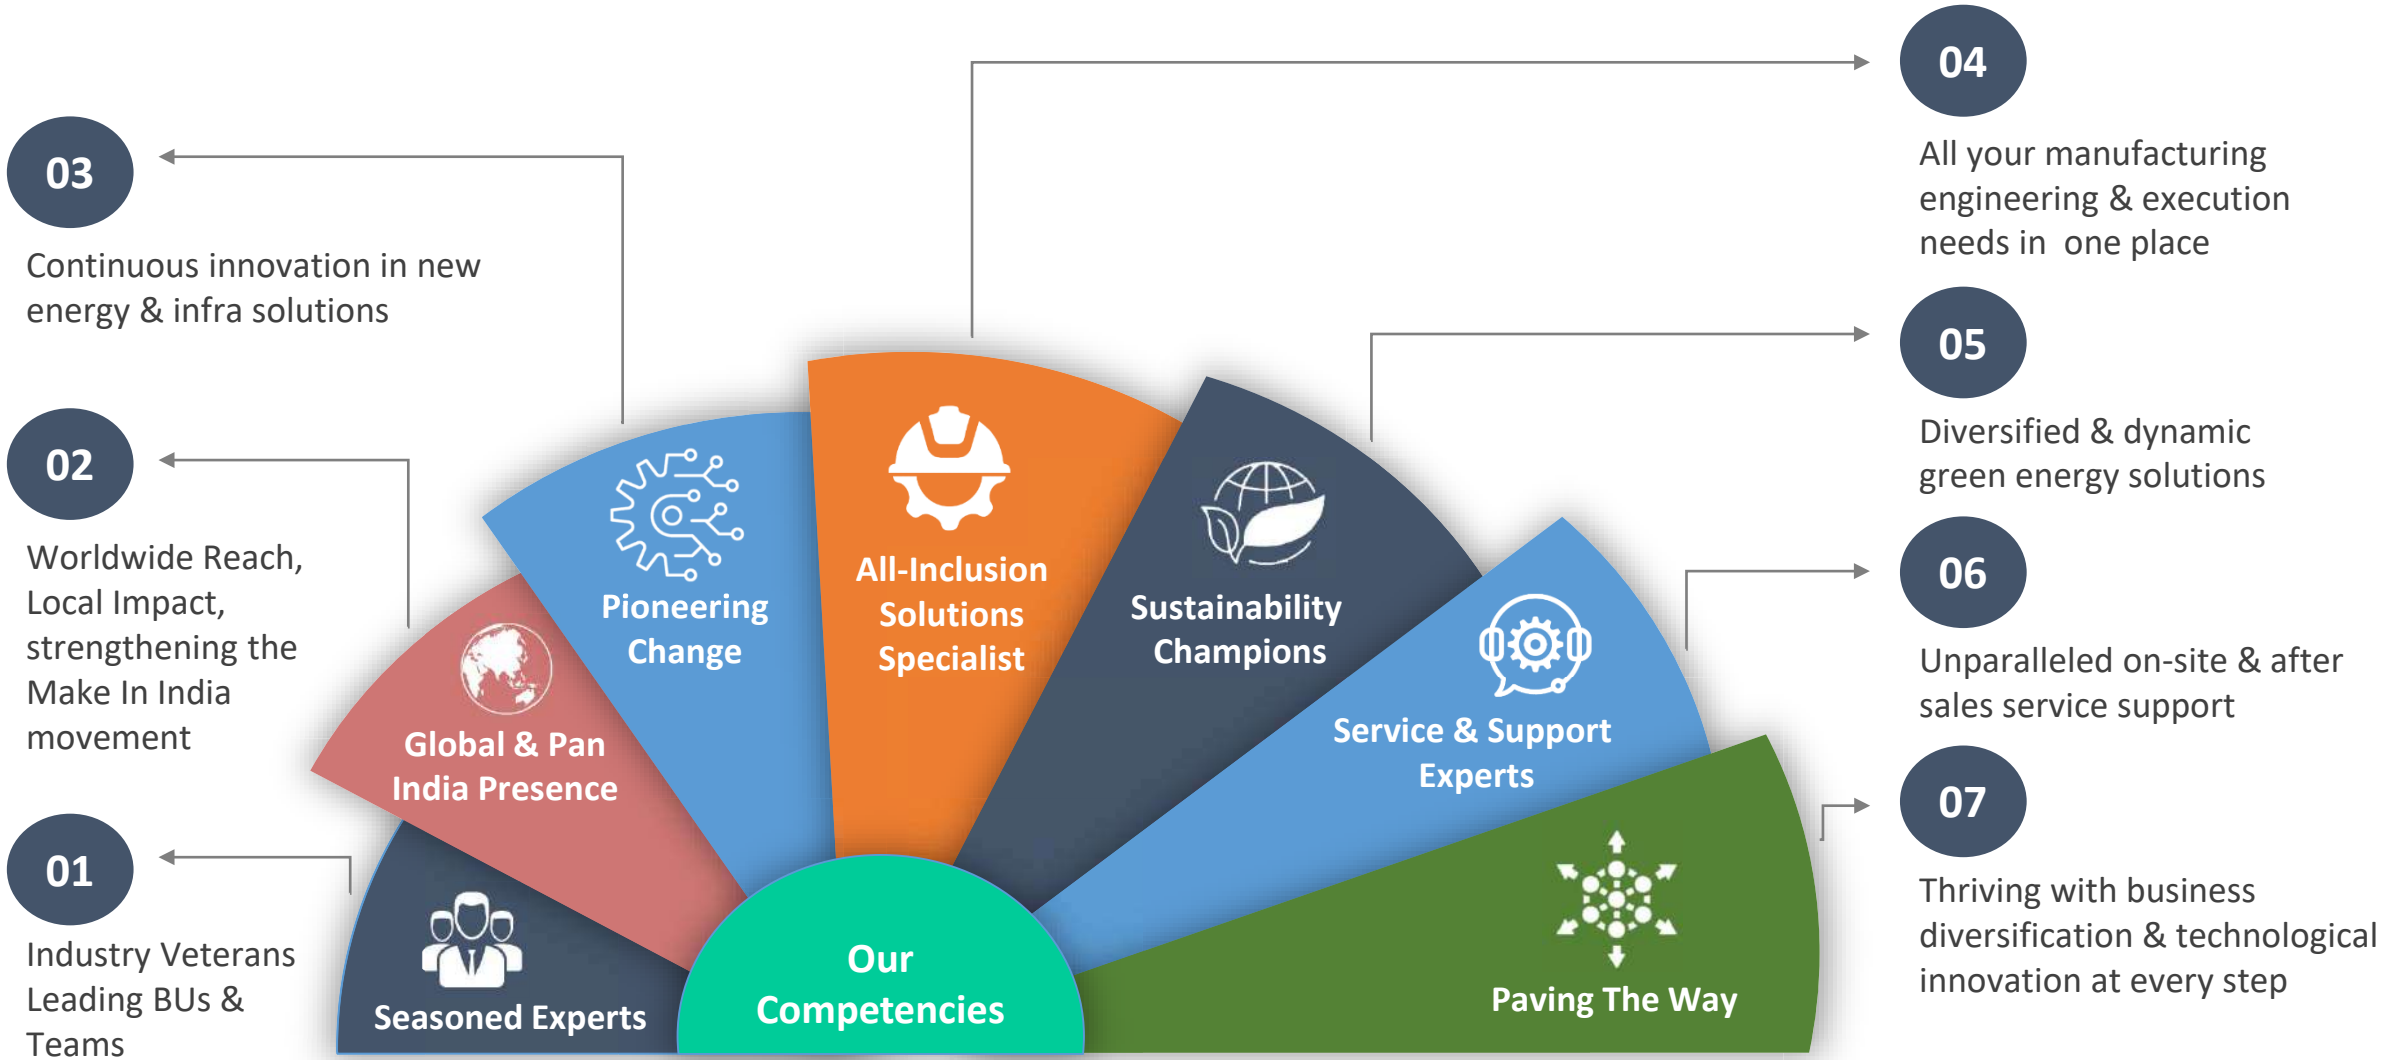 03
Continuous innovation in new
energy & infra solutions
02
Worldwide Reach,
Local Impact,
strengthening the
Make In India
movement
01
Industry Veterans
Leading BUs &
Teams
Seasoned Experts
Global & Pan
India Presence
Pioneering
Change
All-Inclusion
Solutions
Specialist
Sustainability
Champions
Service & Support
Experts
Paving The Way
Our
Competencies
04
All your manufacturing
engineering & execution
needs in  one place
05
Diversified & dynamic
green energy solutions
06
Unparalleled on-site & after
sales service support
07
Thriving with business
diversification & technological
innovation at every step